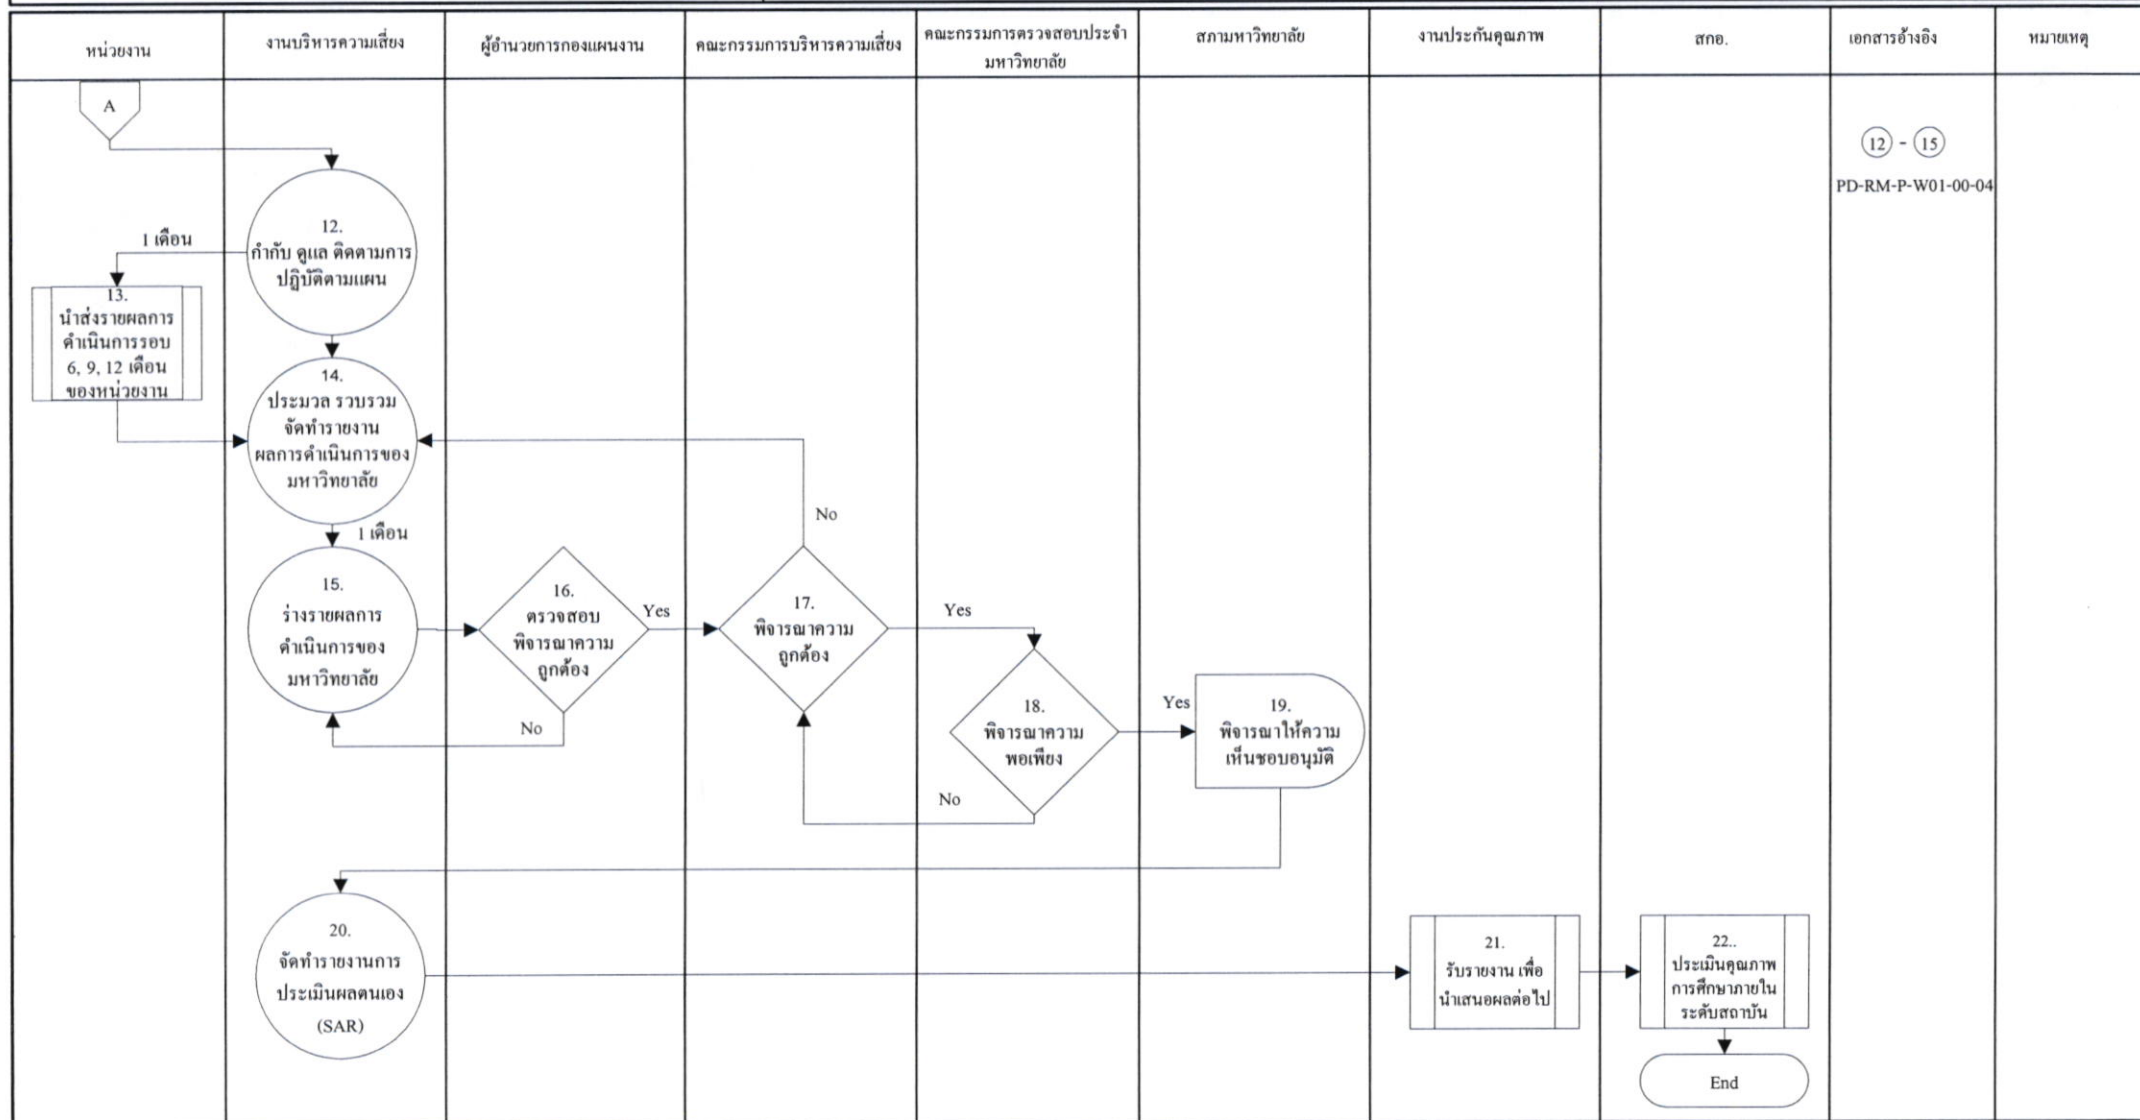 หน่วยงาน
งานบริหารความเสี่ยง
ผู้อำนวยการกองแผนงาน
คณะกรรมการบริหารความเสี่ยง
คณะกรรมการตรวจสอบประจำ
มหาวิทยาลัย
สภามหาวิทยาลัย
งานประกันคุณภาพ
สกอ.
เอกสารอ้างอิง
หมายเหตุ
A
12 - 15
PD-RM-P-W01-00-04
12.
กำกับ ดูแล ติดตามการ
ปฏิบัติตามแผน
1 เดือน
13.
นำส่งรายผลการ
ดำเนินการรอบ
6, 9, 12 เดือน
ของหน่วยงาน
14.
ประมวล รวบรวม
จัดทำรายงาน
ผลการดำเนินการของ
มหาวิทยาลัย
1 เดือน
15.
ร่างรายผลการ
ดำเนินการของ
มหาวิทยาลัย
16.
ตรวจสอบ
พิจารณาความ
ถูกต้อง
Yes
No
17.
พิจารณาความ
ถูกต้อง
No
Yes
18.
พิจารณาความ
พอเพียง
No
Yes
19.
พิจารณาให้ความ
เห็นชอบอนุมัติ
20.
จัดทำรายงานการ
ประเมินผลตนเอง
(SAR)
21.
รับรายงาน เพื่อ
นำเสนอผลต่อไป
22..
ประเมินคุณภาพ
การศึกษาภายใน
ระดับสถาบัน
End